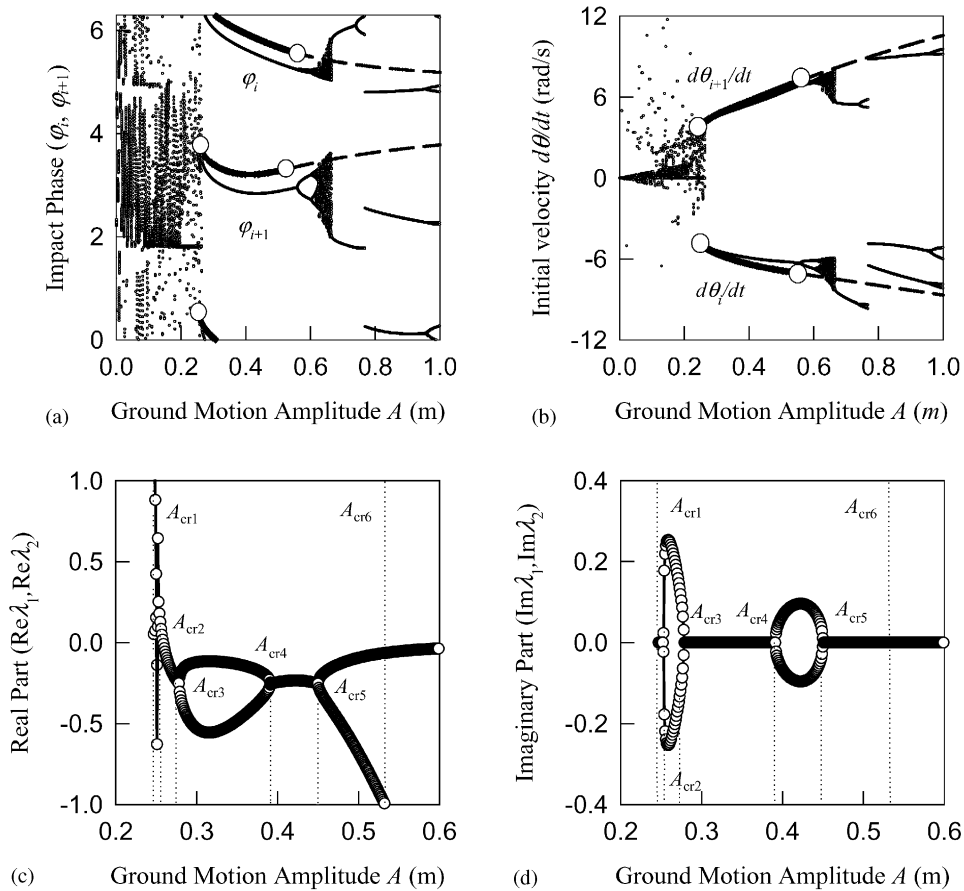 6
4
2
0
0.0 0.2 0.4 0.6 0.8 1.0
Impact Phase (φi, φi+1)
φi
φi+1
(a) Ground Motion Amplitude A (m)
12
6
0
-6
-12
0.0 0.2 0.4 0.6 0.8 1.0
Initial velocity dθ/dt (rad/s)
dθi+1/dt
dθi/dt
(b) Ground Motion Amplitude A (m)
1.0
0.5
0.0
-0.5
-1.0
0.2 0.3 0.4 0.5 0.6
Real Part (Reλ1,Reλ2)
Acr1
Acr6
Acr2
Acr4
Acr3
Acr5
(c) Ground Motion Amplitude A (m)
0.4
0.2
0.0
-0.2
-0.4
0.2 0.3 0.4 0.5 0.6
Imaginary Part (Imλ1,Imλ2)
Acr1
Acr6
Acr3 Acr4 Acr5
Acr2
(d) Ground Motion Amplitude A (m)